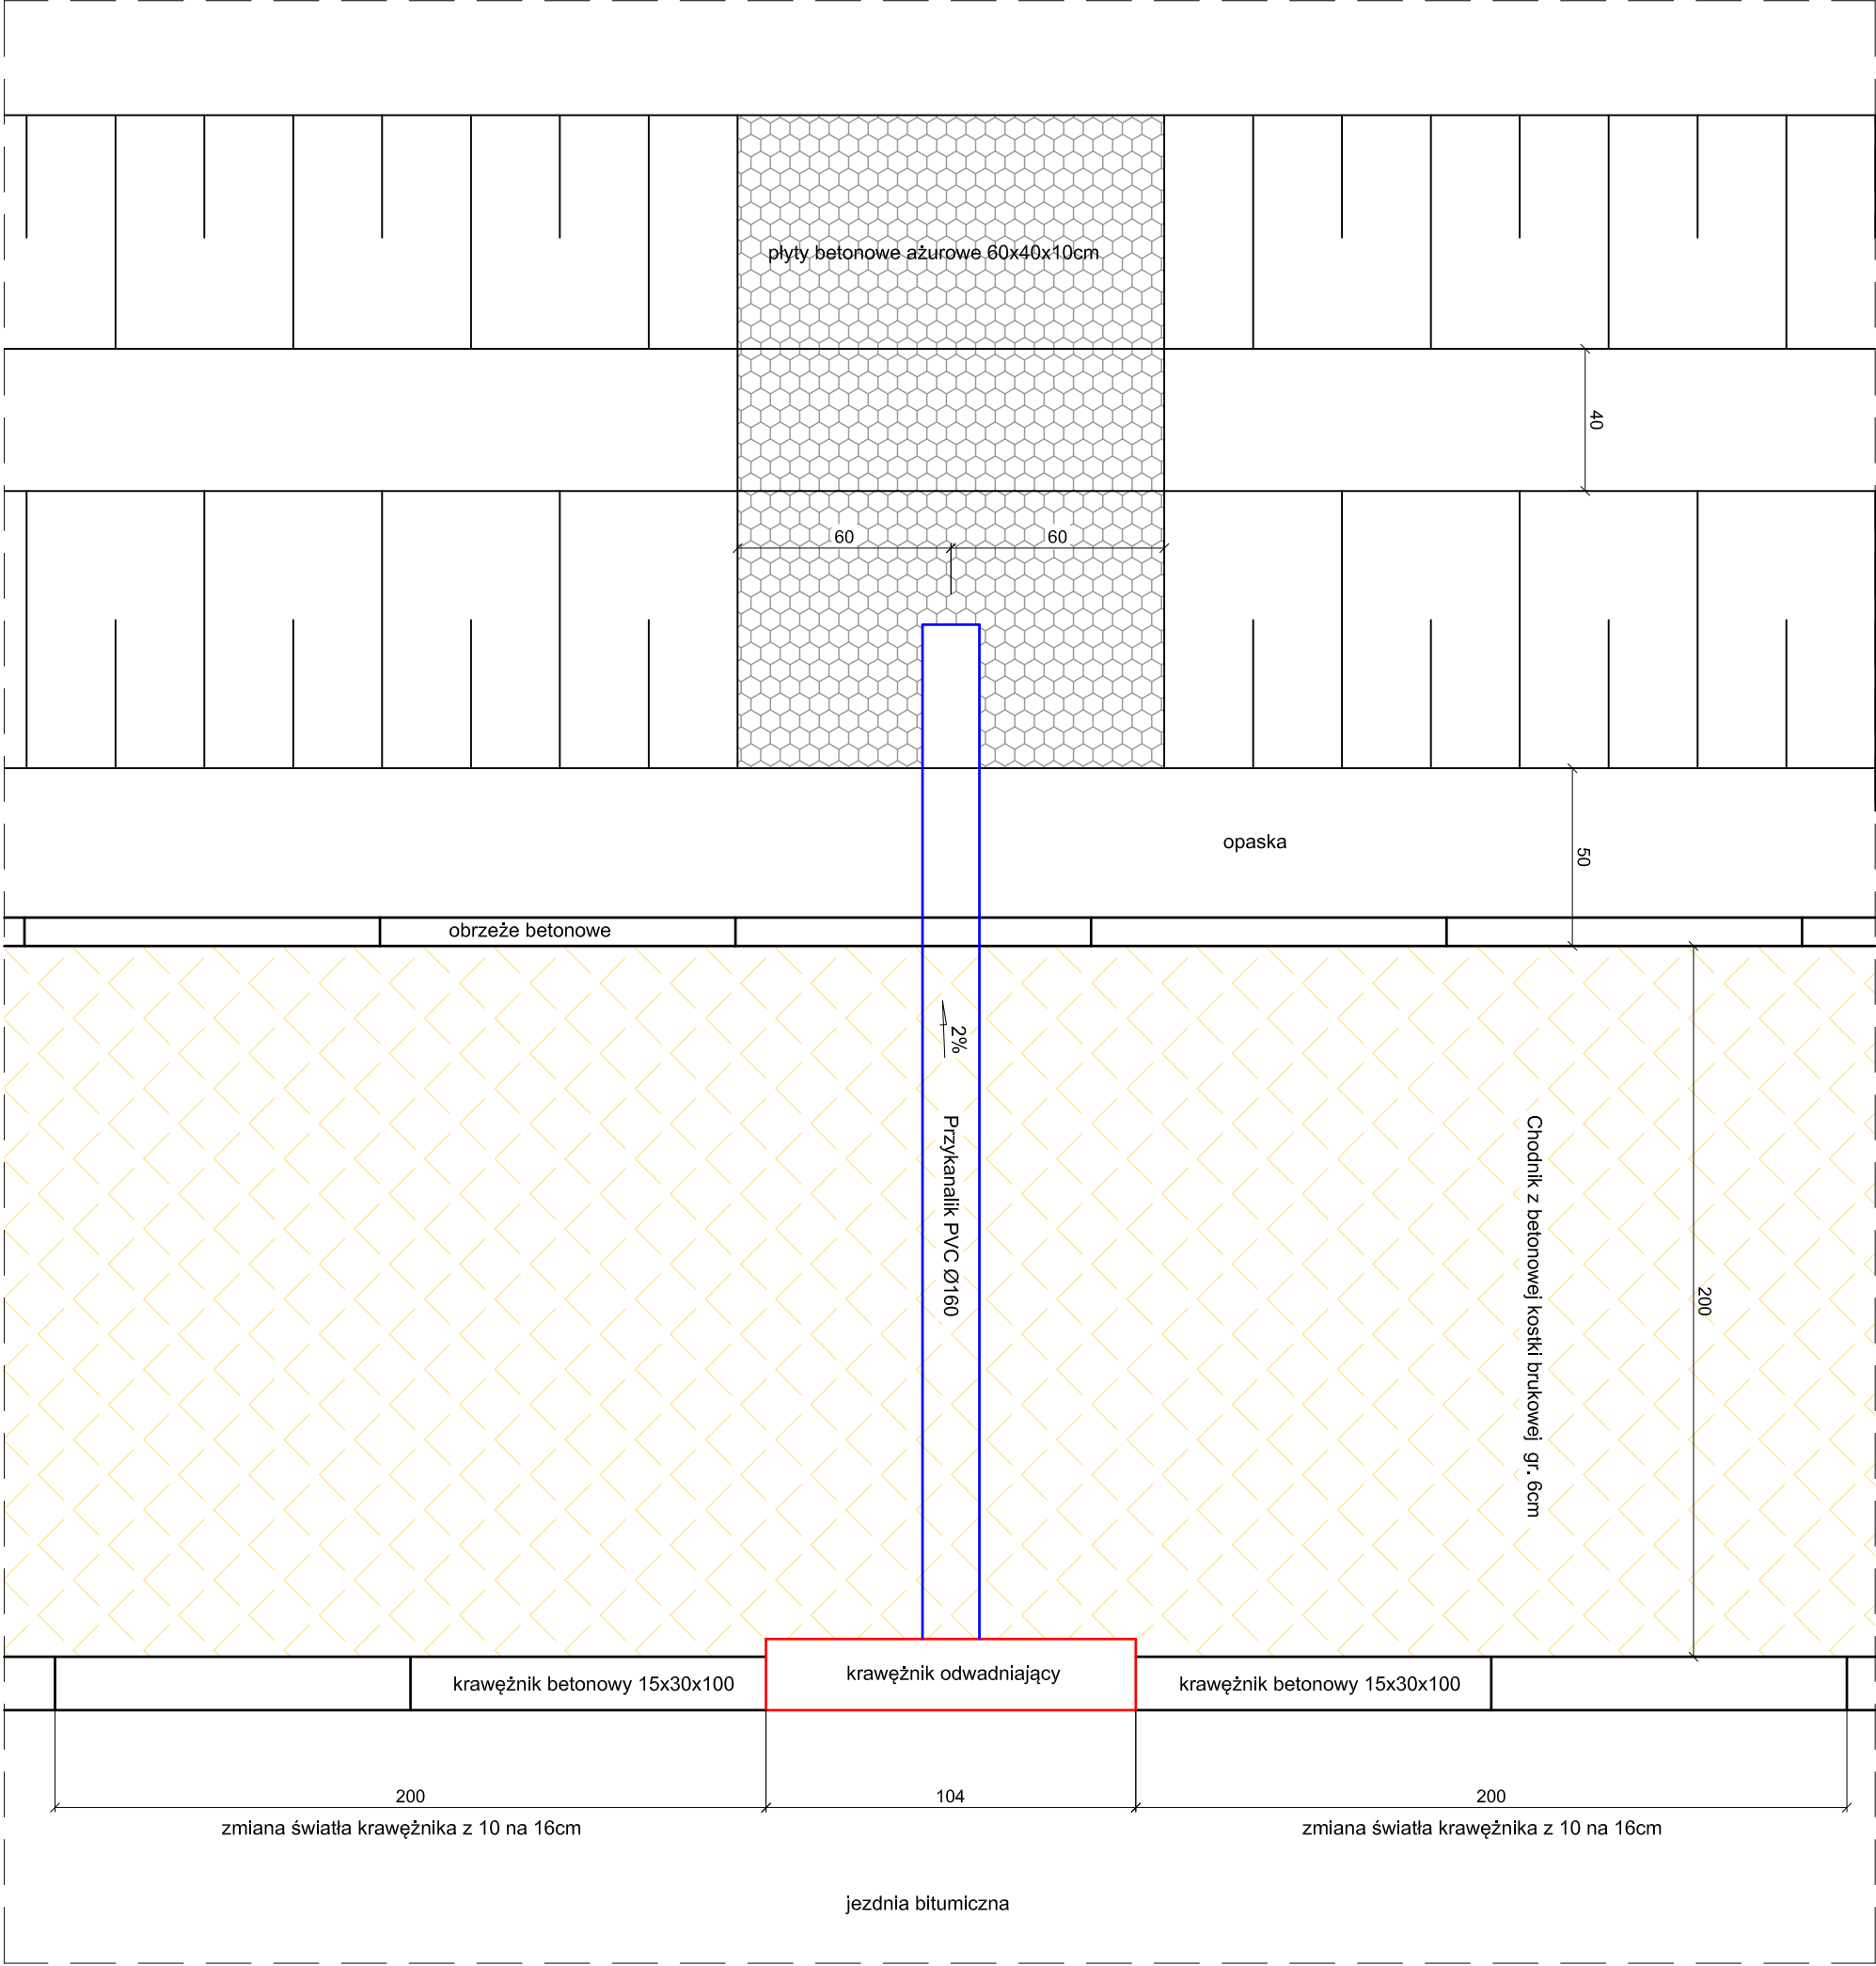 płyty betonowe ażurowe 60x40x10cm
40
60
60
opaska
50
obrzeże betonowe
2%
Przykanalik PVC Ø160
Chodnik z betonowej kostki brukowej gr. 6cm
200
krawężnik betonowy 15x30x100
krawężnik odwadniający
krawężnik betonowy 15x30x100
200
104
200
zmiana światła krawężnika z 10 na 16cm
zmiana światła krawężnika z 10 na 16cm
jezdnia bitumiczna